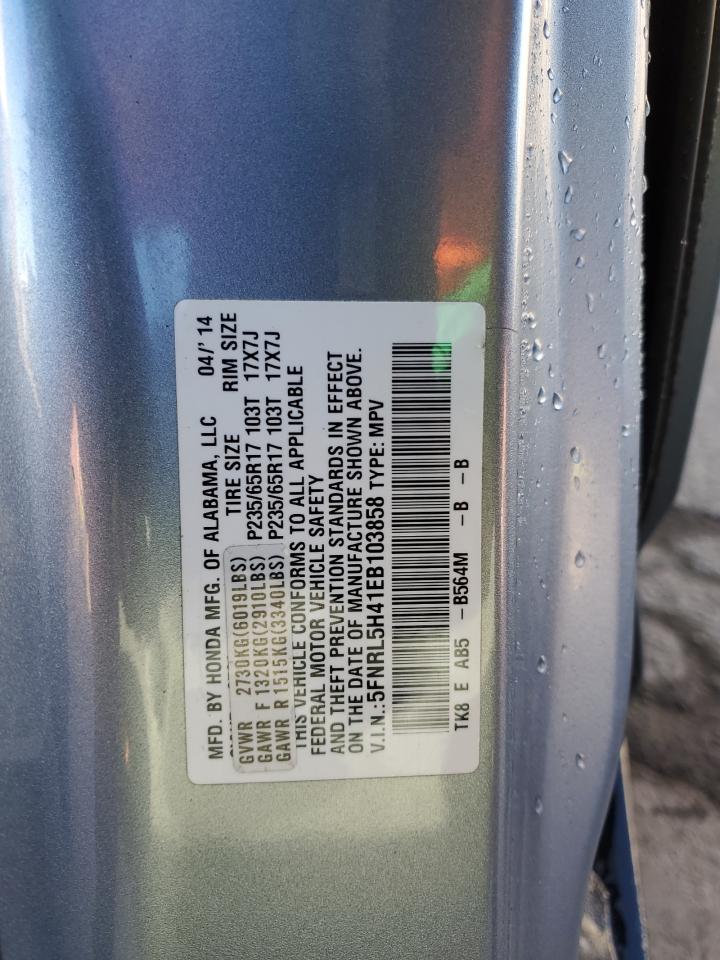 MFD. BY HONDA MFG. OF ALABAMA, LLC 04/'14
TIRE SIZE RIM SIZE
GVWR 2730KG(6019LBS)
GAWR F 1320KG(2910LBS) P235/65R17 103T 17X7J
GAWR R 1515KG(3340LBS) P235/65R17 103T 17X7J
THIS VEHICLE CONFORMS TO ALL APPLICABLE
FEDERAL MOTOR VEHICLE SAFETY
AND THEFT PREVENTION STANDARDS IN EFFECT
ON THE DATE OF MANUFACTURE SHOWN ABOVE.
V.I.N.:5FNRL5H41EB103858 TYPE: MPV
TK8 E AB5 -B564M -B -B